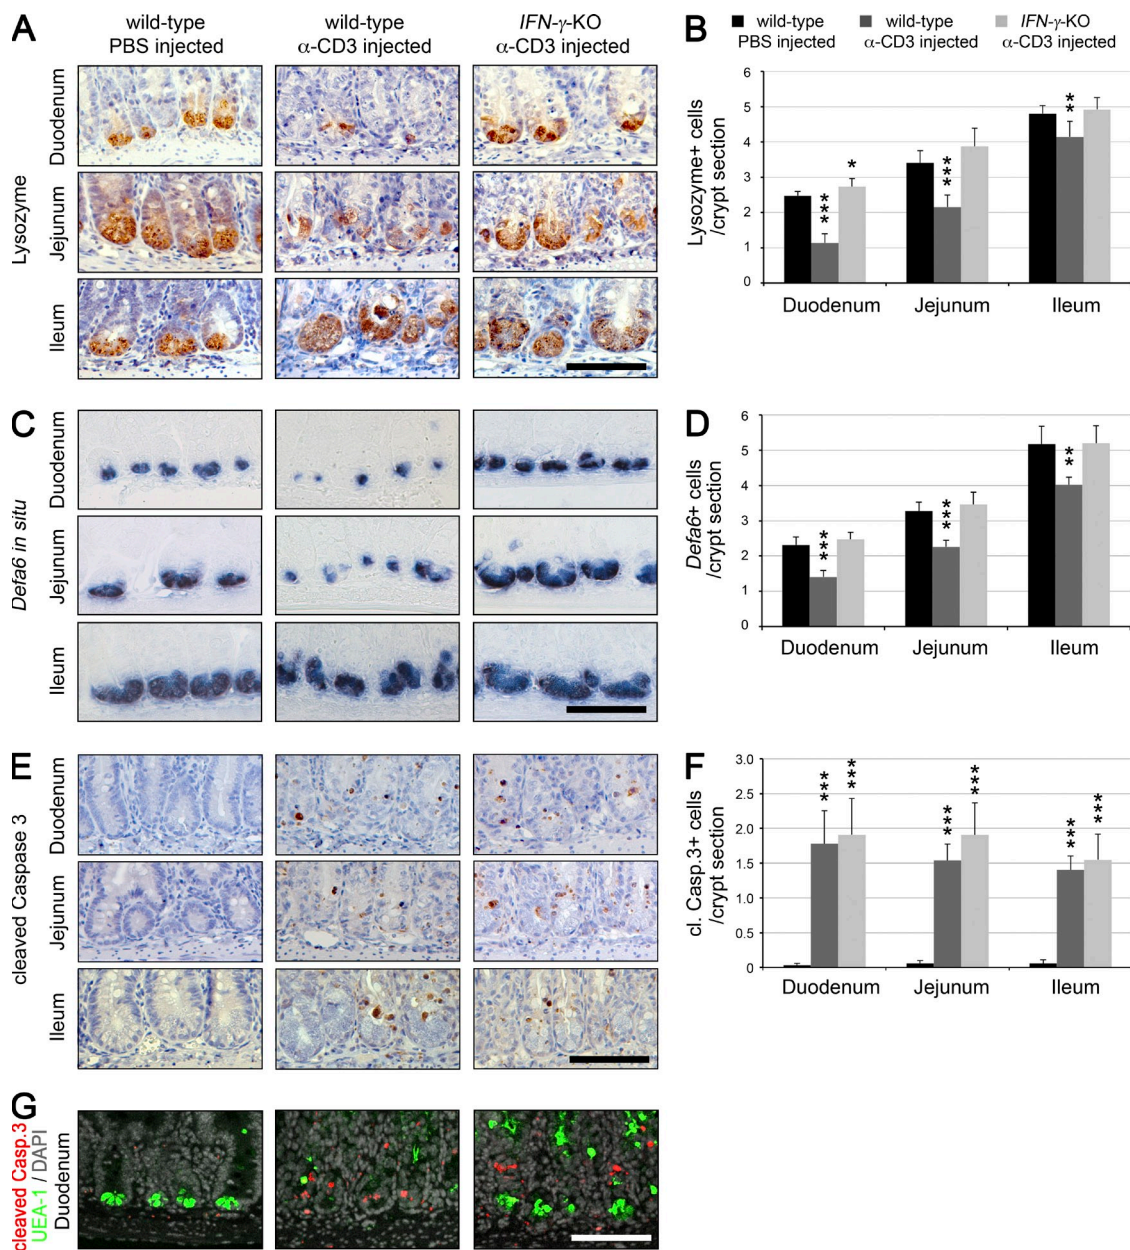 A
wild-type
PBS injected
wild-type
α-CD3 injected
IFN-γ-KO
α-CD3 injected
Lysozyme
Duodenum
Jejunum
Ileum
B
wild-type
PBS injected
wild-type
α-CD3 injected
IFN-γ-KO
α-CD3 injected
Lysozyme+ cells
/crypt section
6
5
4
3
2
1
0
***
*
***
**
Duodenum Jejunum Ileum
C
Defa6 in situ
Duodenum
Jejunum
Ileum
D
Defa6+ cells
/crypt section
6
5
4
3
2
1
0
***
***
**
Duodenum Jejunum Ileum
E
cleaved Caspase 3
Duodenum
Jejunum
Ileum
F
cl. Casp.3+ cells
/crypt section
3.0
2.5
2.0
1.5
1.0
0.5
0
***
***
***
***
***
***
Duodenum Jejunum Ileum
G
cleaved Casp.3
UEA-1 / DAPI
Duodenum